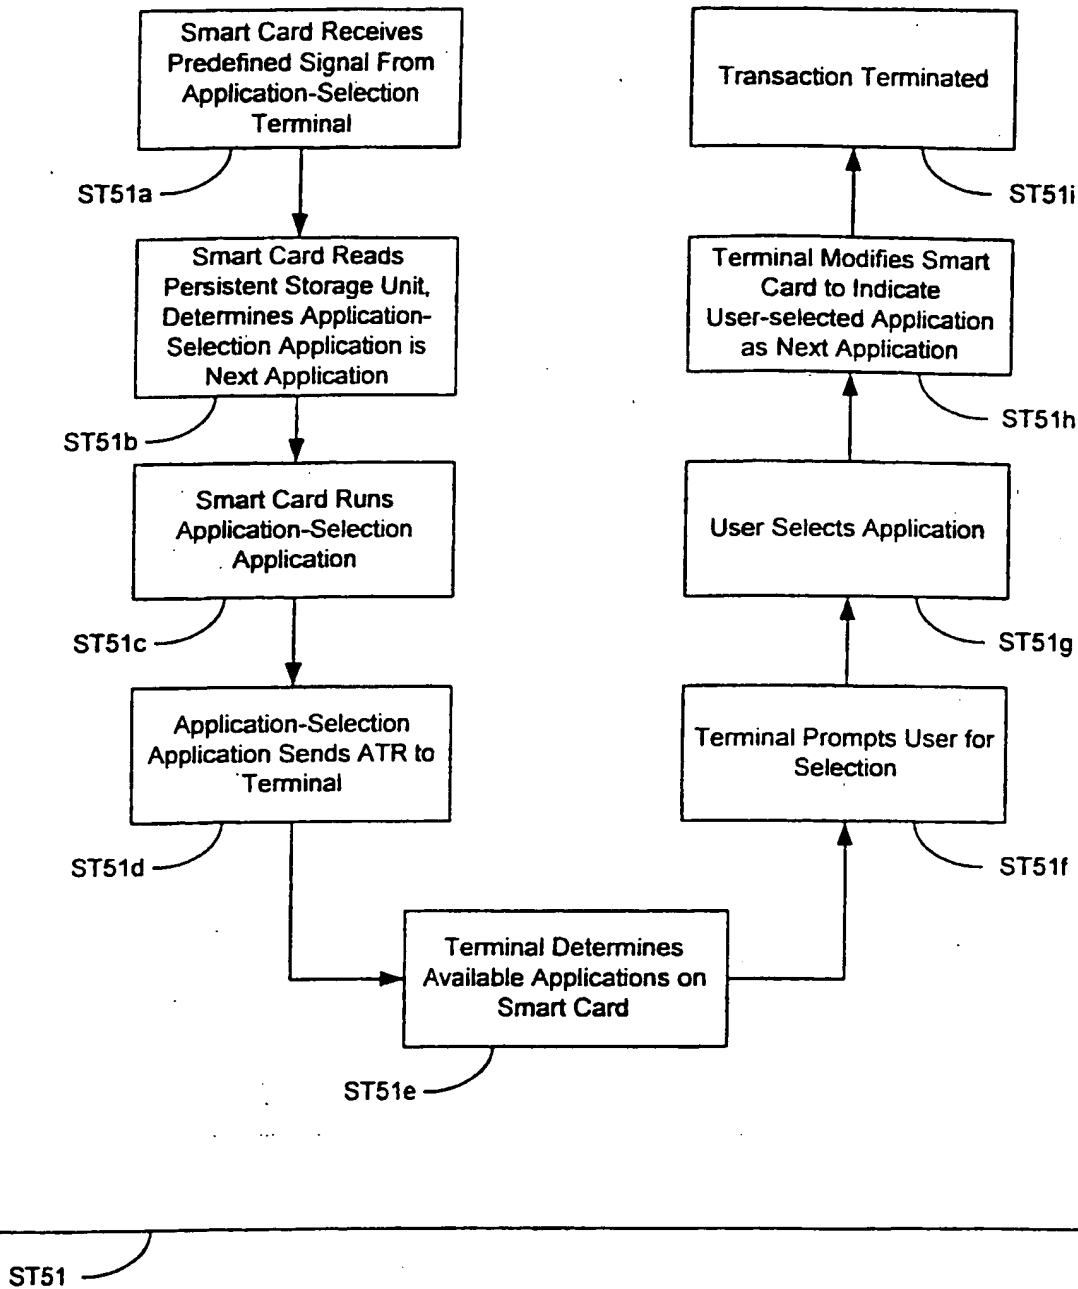 Smart Card Receives
Predefined Signal From
Application-Selection
Terminal
ST51a
Smart Card Reads
Persistent Storage Unit,
Determines Application-
Selection Application is
Next Application
ST51b
Smart Card Runs
Application-Selection
Application
ST51c
Application-Selection
Application Sends ATR to
Terminal
ST51d
Terminal Determines
Available Applications on
Smart Card
ST51e
Terminal Prompts User for
Selection
ST51f
User Selects Application
ST51g
Terminal Modifies Smart
Card to Indicate
User-selected Application
as Next Application
ST51h
Transaction Terminated
ST51i
ST51